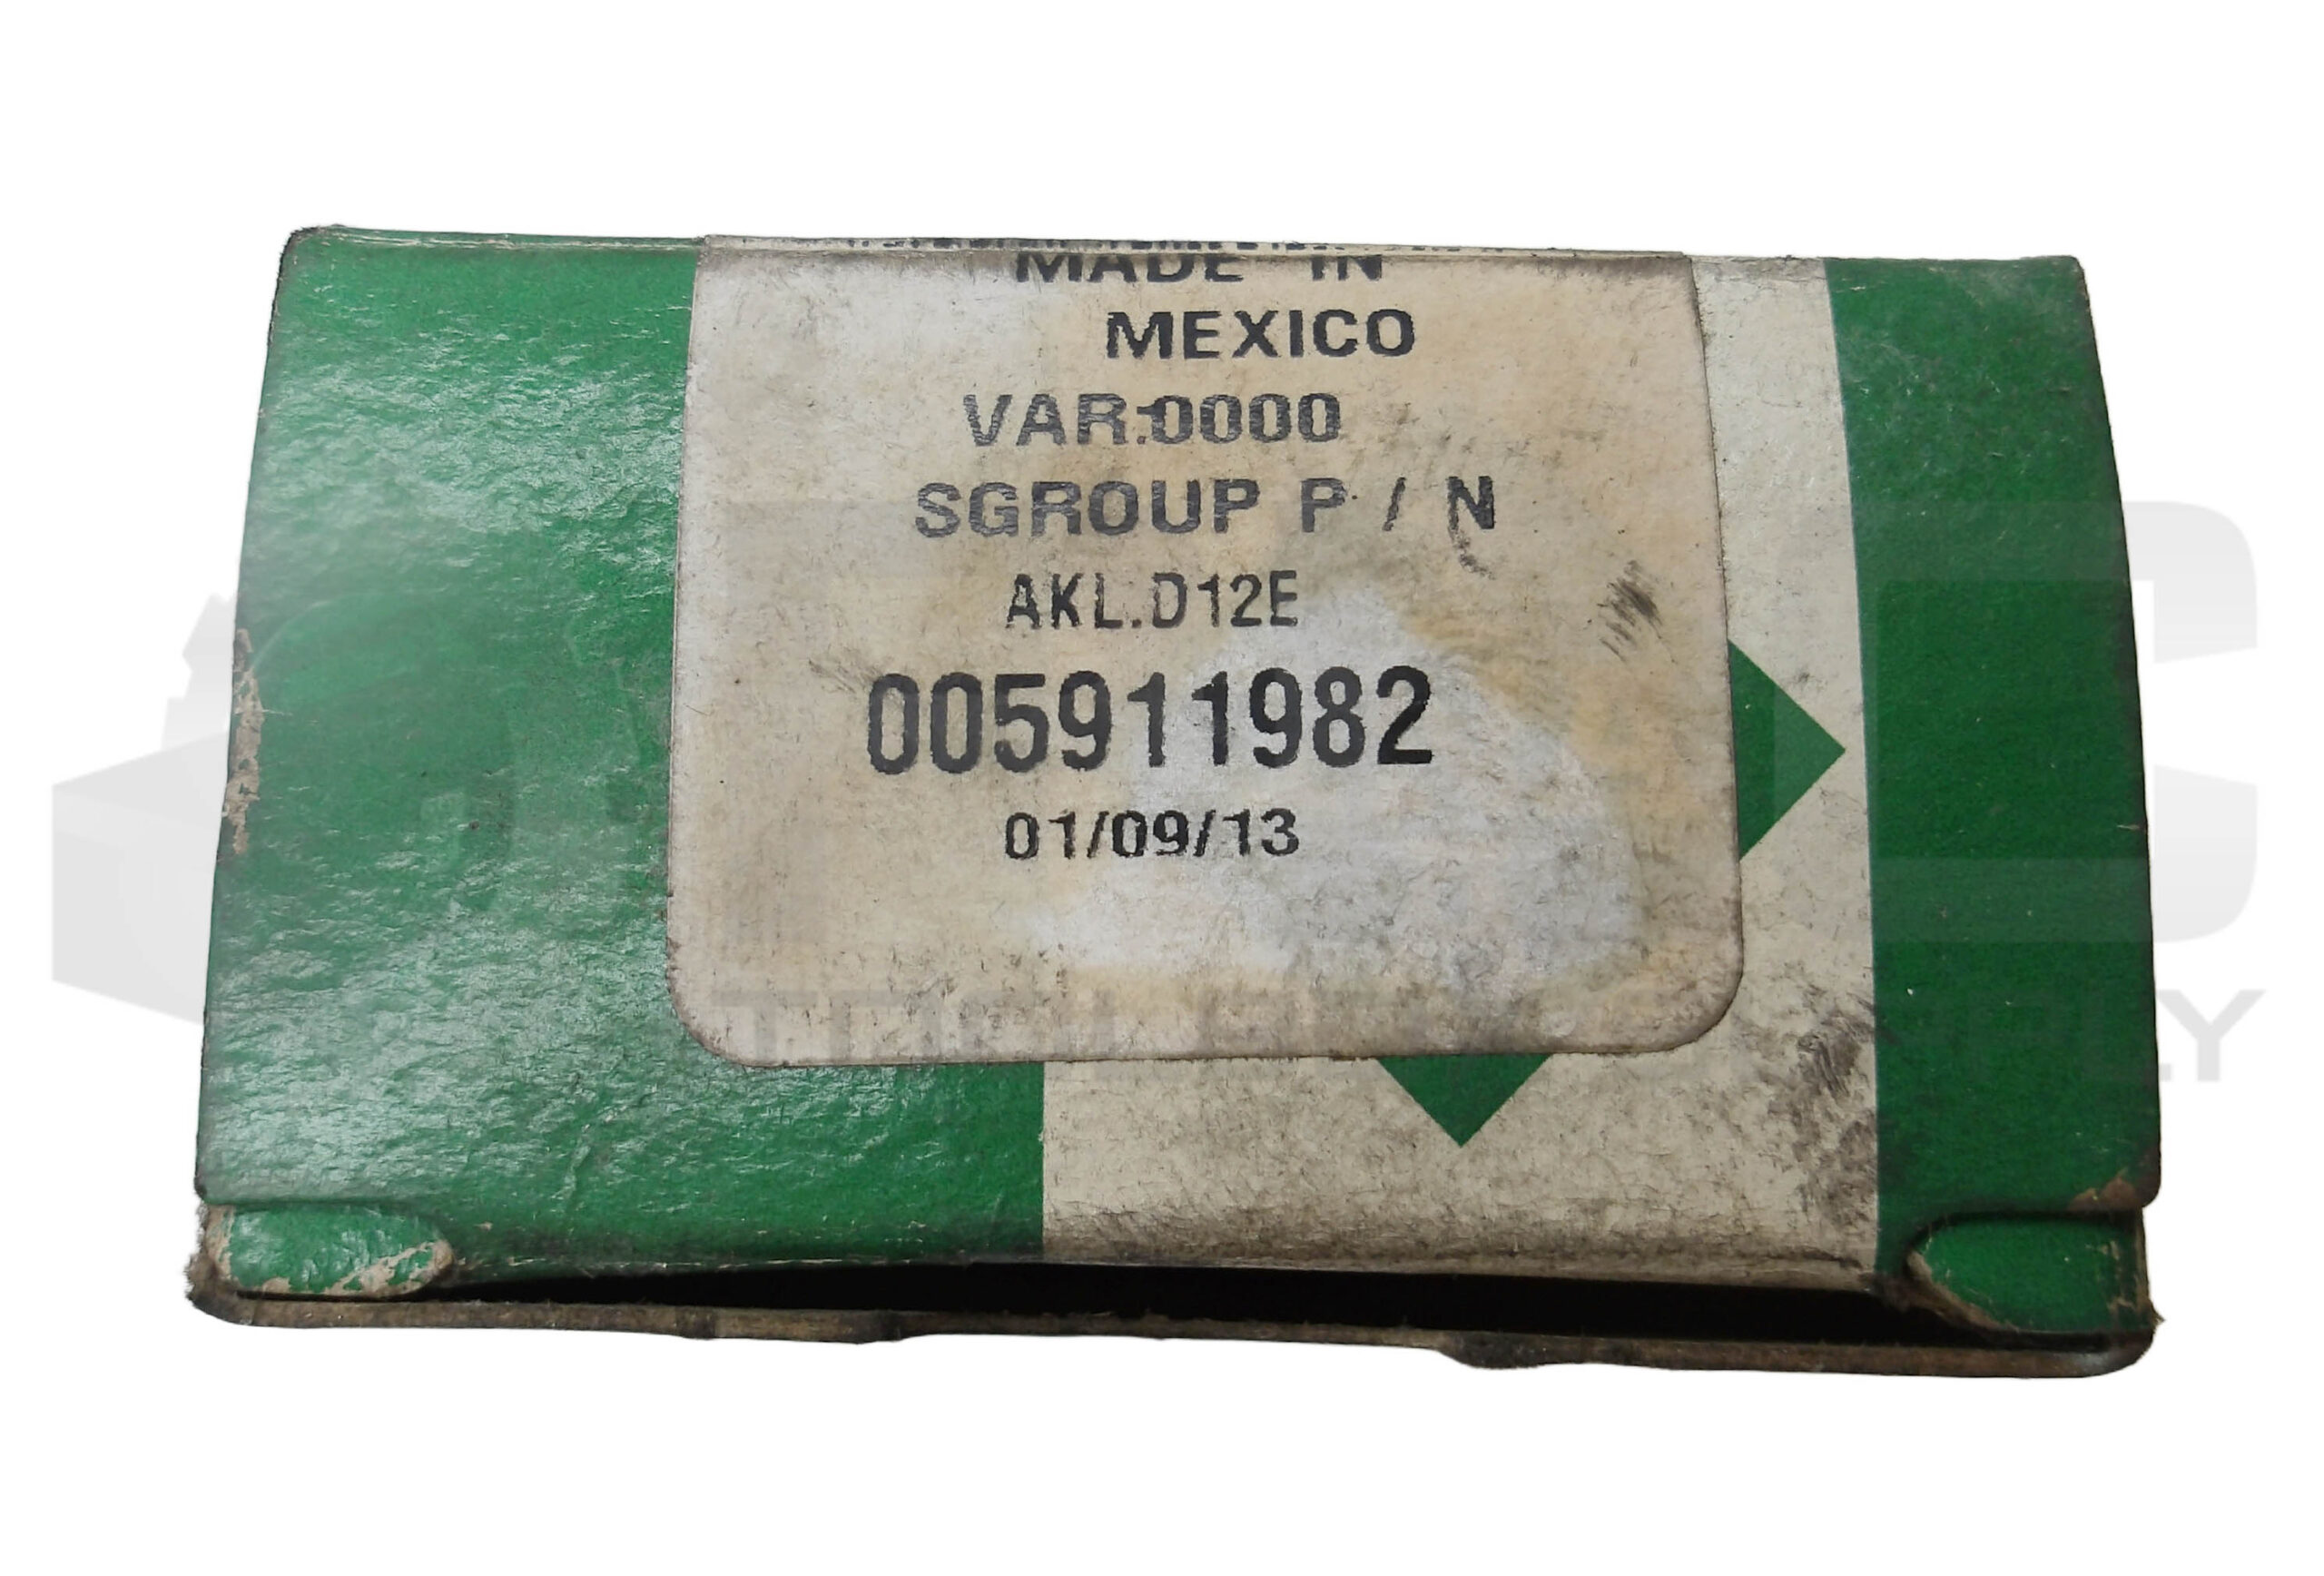 MADE IN
MEXICO
VAR:0000
SGROUP P / N
AKL.D12E
005911982
01/09/13